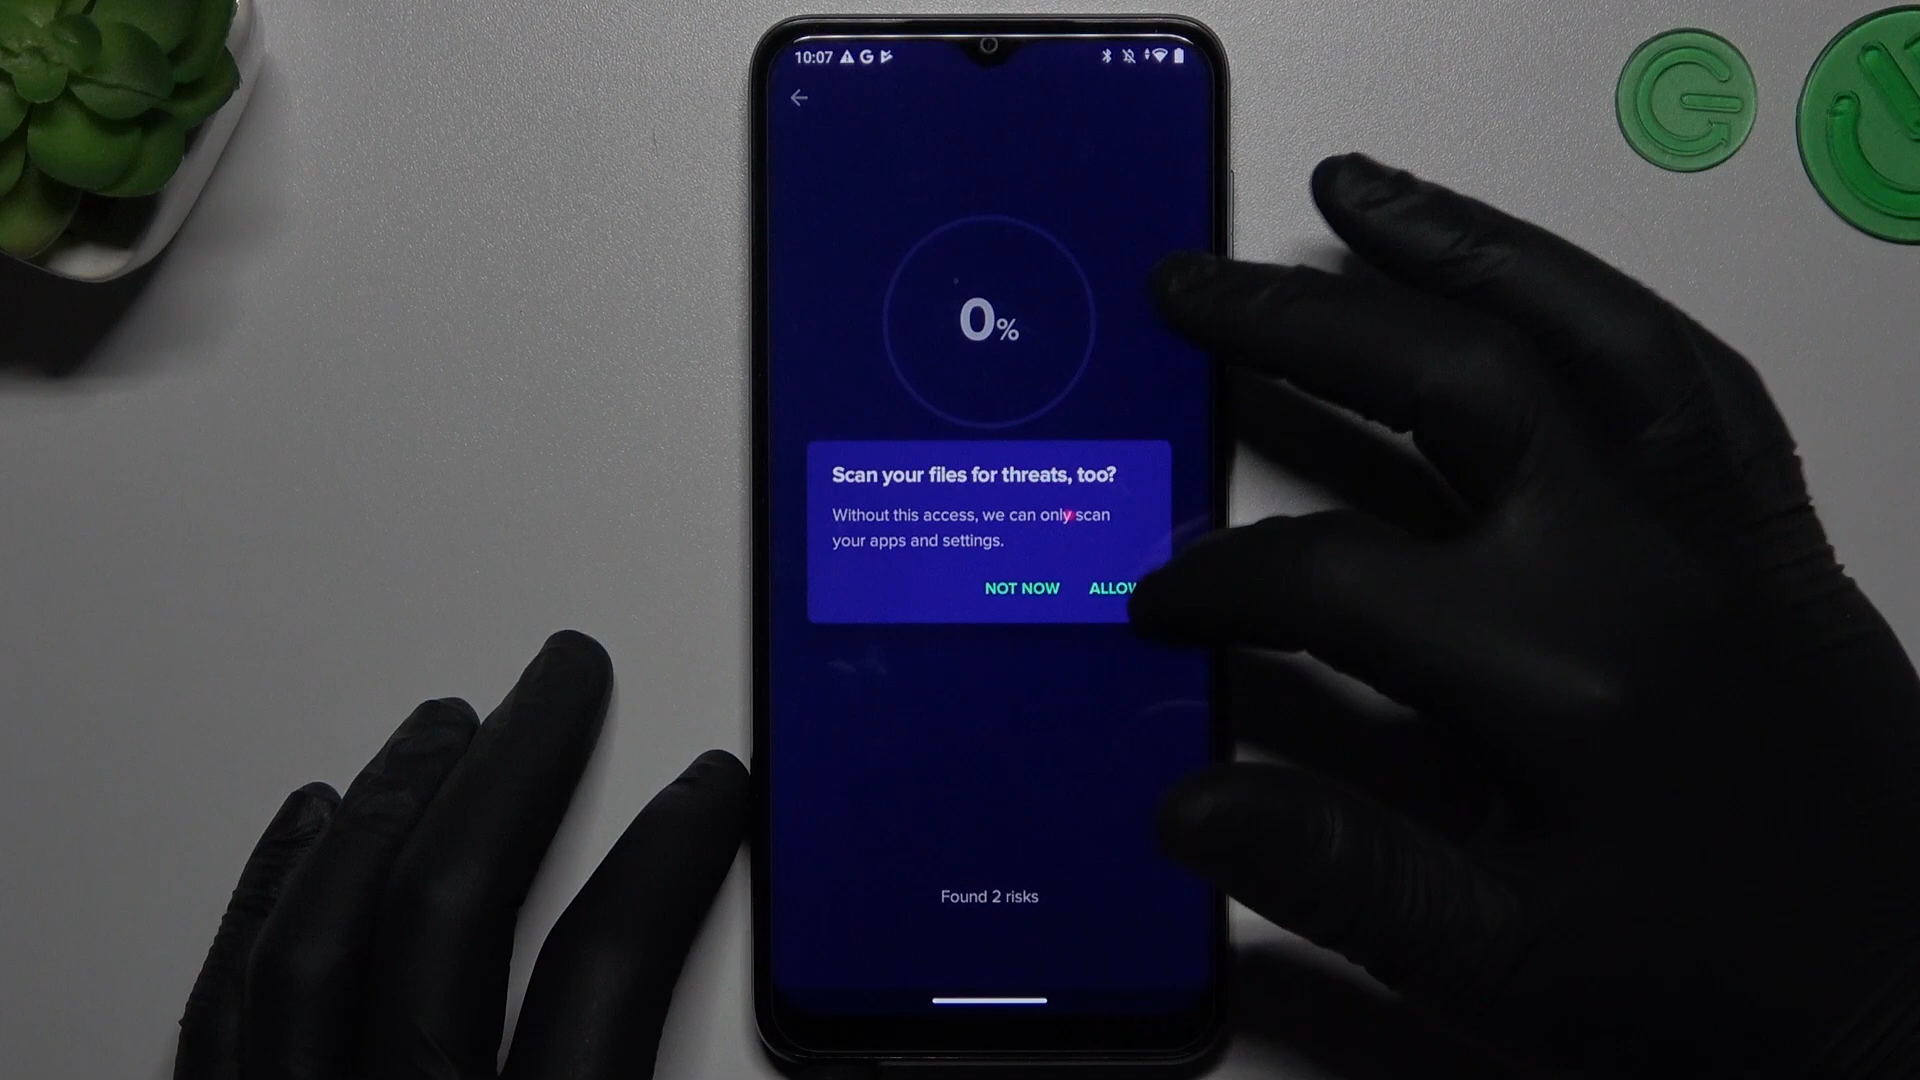 10:07
0%
Scan your files for threats, too?
Without this access, we can only scan
your apps and settings.
NOT NOW ALLOW
Found 2 risks